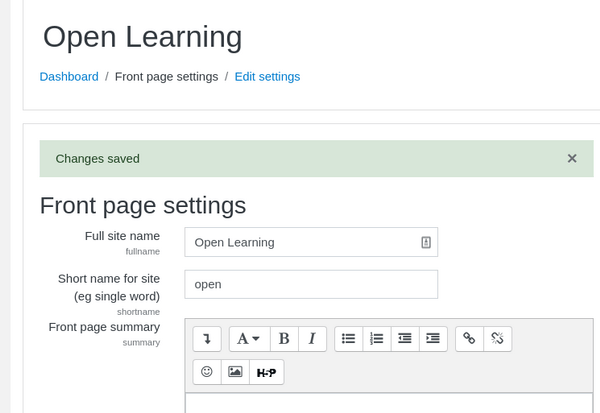 Open Learning
Dashboard / Front page settings / Edit settings
Changes saved ×
Front page settings
Full site name
fullname
Open Learning
Short name for site
(eg single word)
shortname
open
Front page summary
summary
A B I
H-P